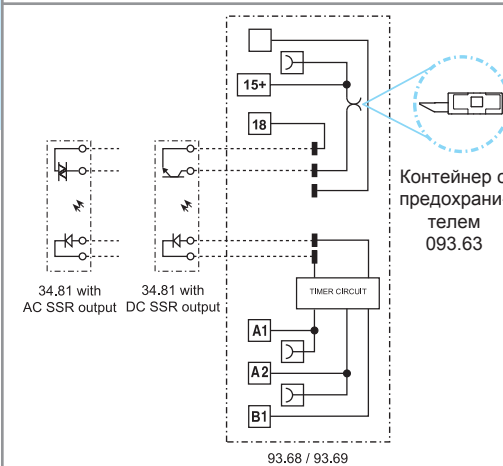 15+
18
Контейнер с
предохрани
телем
093.63
34.81 with
AC SSR output
34.81 with
DC SSR output
TIMER CIRCUIT
A1
A2
B1
93.68 / 93.69